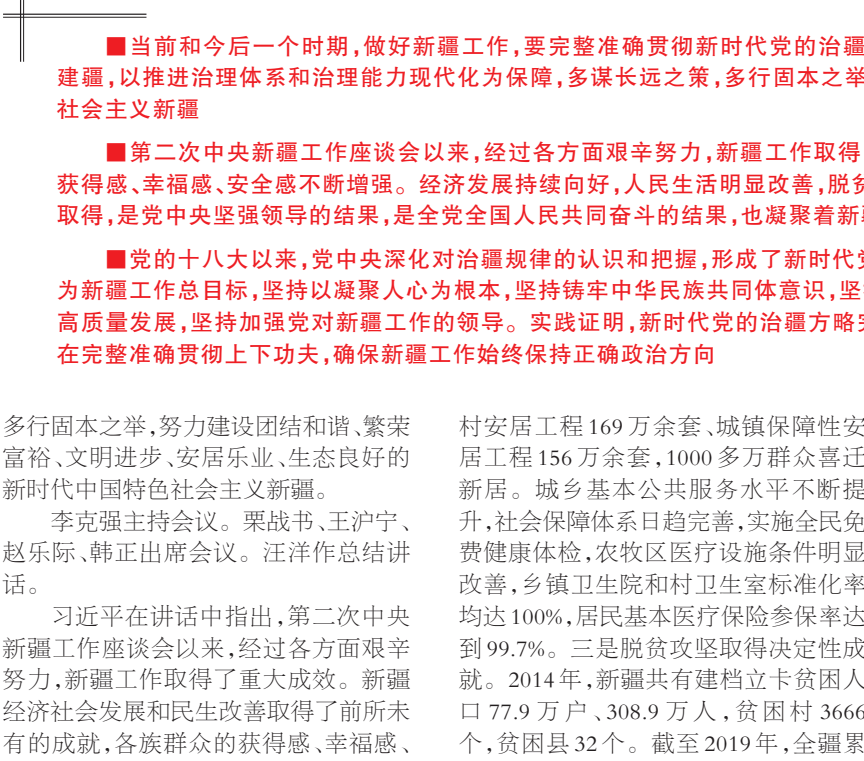 ■当前和今后一个时期,做好新疆工作,要完整准确贯彻新时代党的治疆
建疆,以推进治理体系和治理能力现代化为保障,多谋长远之策,多行固本之举
社会主义新疆
■第二次中央新疆工作座谈会以来,经过各方面艰辛努力,新疆工作取得
获得感、幸福感、安全感不断增强。经济发展持续向好,人民生活明显改善,脱贫
取得,是党中央坚强领导的结果,是全党全国人民共同奋斗的结果,也凝聚着新疆
■党的十八大以来,党中央深化对治疆规律的认识和把握,形成了新时代党
为新疆工作总目标,坚持以凝聚人心为根本,坚持铸牢中华民族共同体意识,坚
高质量发展,坚持加强党对新疆工作的领导。实践证明,新时代党的治疆方略完
在完整准确贯彻上下功夫,确保新疆工作始终保持正确政治方向
多行固本之举,努力建设团结和谐、繁荣
富裕、文明进步、安居乐业、生态良好的
新时代中国特色社会主义新疆。
李克强主持会议。栗战书、王沪宁、
赵乐际、韩正出席会议。汪洋作总结讲
话。
习近平在讲话中指出,第二次中央
新疆工作座谈会以来,经过各方面艰辛
努力,新疆工作取得了重大成效。新疆
经济社会发展和民生改善取得了前所未
有的成就,各族群众的获得感、幸福感、
村安居工程169万余套、城镇保障性安
居工程156万余套,1000多万群众喜迁
新居。城乡基本公共服务水平不断提
升,社会保障体系日趋完善,实施全民免
费健康体检,农牧区医疗设施条件明显
改善,乡镇卫生院和村卫生室标准化率
均达100%,居民基本医疗保险参保率达
到99.7%。三是脱贫攻坚取得决定性成
就。2014年,新疆共有建档立卡贫困人
口77.9万户、308.9万人,贫困村3666
个,贫困县32个。截至2019年,全疆累